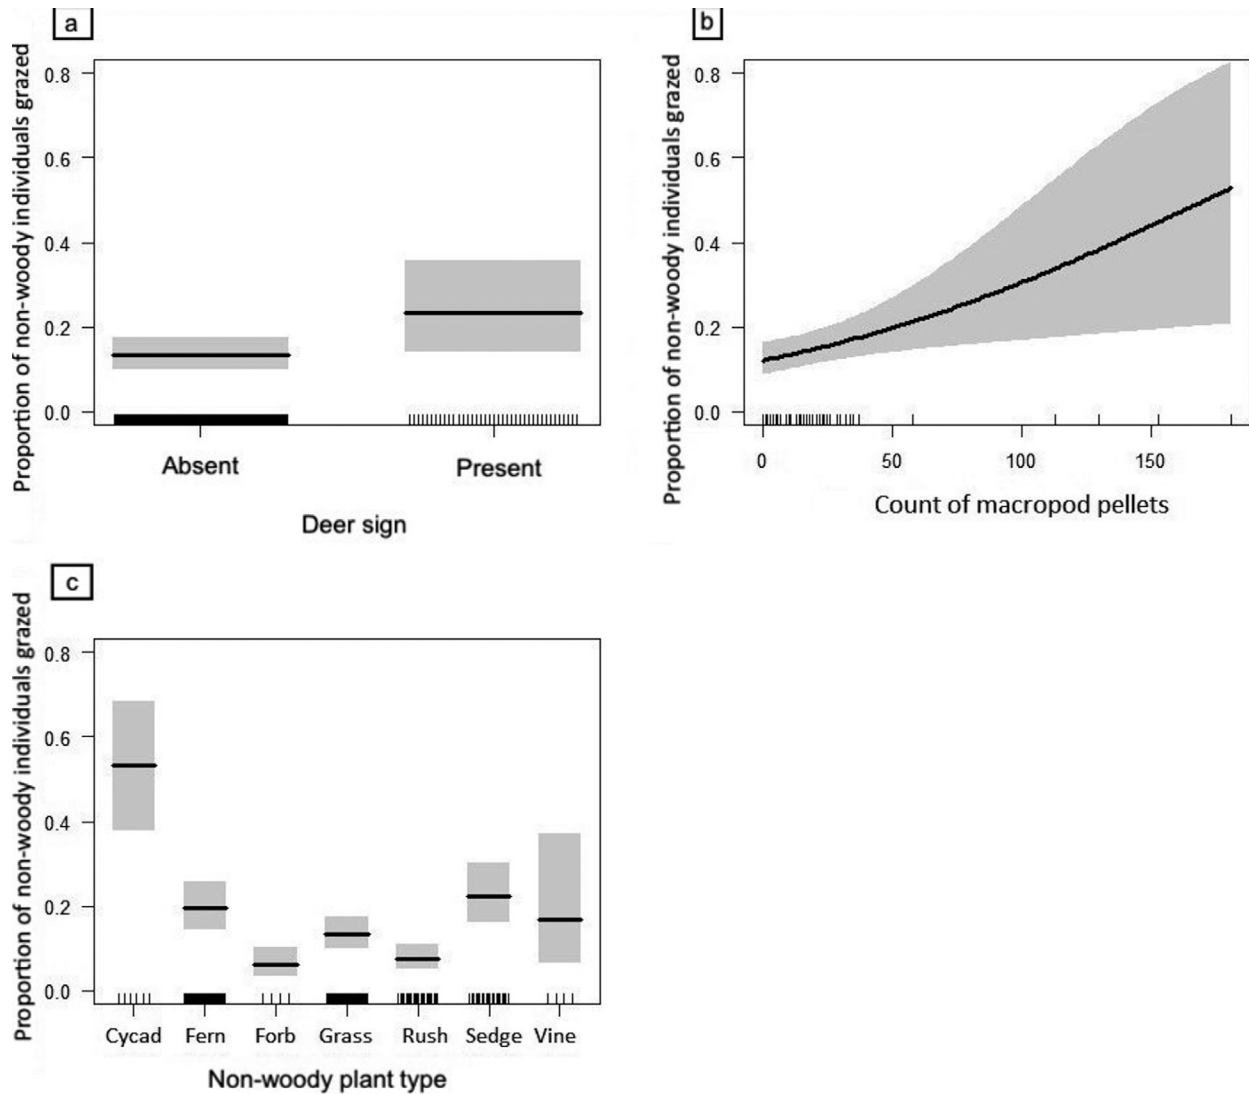 a
Proportion of non-woody individuals grazed
0.8
0.6
0.4
0.2
0.0
Absent Present
Deer sign
b
Proportion of non-woody individuals grazed
0.8
0.6
0.4
0.2
0.0
0 50 100 150
Count of macropod pellets
c
Proportion of non-woody individuals grazed
0.8
0.6
0.4
0.2
0.0
Cycad Fern Forb Grass Rush Sedge Vine
Non-woody plant type